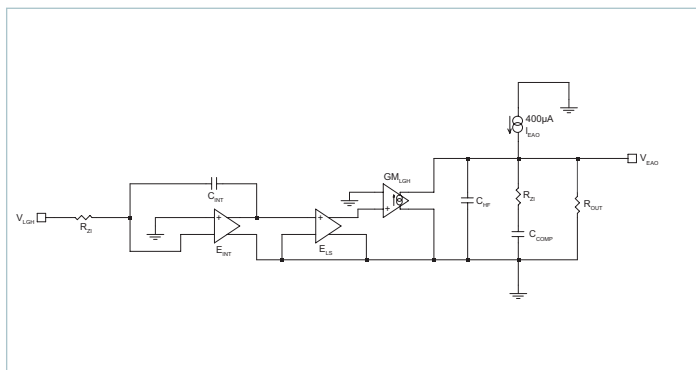 400µA
I_EAO
V_EAO
GM_LGH
C_INT
R_ZI
C_HF
R_OUT
V_LGH
R_ZI
C_COMP
E_INT
E_LS